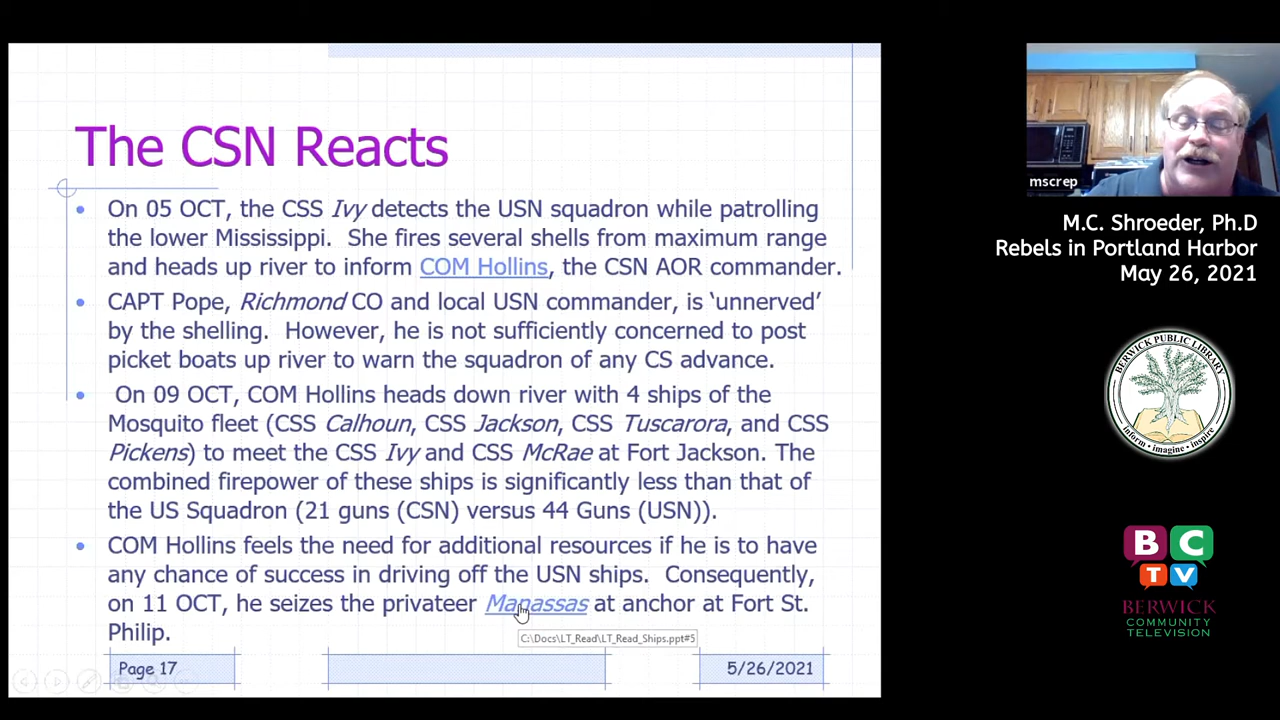 The CSN Reacts
• On 05 OCT, the CSS Ivy detects the USN squadron while patrolling
the lower Mississippi. She fires several shells from maximum range
and heads up river to inform COM Hollins, the CSN AOR commander.
• CAPT Pope, Richmond CO and local USN commander, is ‘unnerved’
by the shelling. However, he is not sufficiently concerned to post
picket boats up river to warn the squadron of any CS advance.
• On 09 OCT, COM Hollins heads down river with 4 ships of the
Mosquito fleet (CSS Calhoun, CSS Jackson, CSS Tuscarora, and CSS
Pickens) to meet the CSS Ivy and CSS McRae at Fort Jackson. The
combined firepower of these ships is significantly less than that of
the US Squadron (21 guns (CSN) versus 44 Guns (USN)).
• COM Hollins feels the need for additional resources if he is to have
any chance of success in driving off the USN ships. Consequently,
on 11 OCT, he seizes the privateer Manassas at anchor at Fort St.
Philip.
C:\Docs\LT_Read\LT_Read_Ships.ppt#5
Page 17
5/26/2021
mscrep
M.C. Shroeder, Ph.D
Rebels in Portland Harbor
May 26, 2021
BERWICK PUBLIC LIBRARY
inform • imagine • inspire
BC
TV
BERWICK
COMMUNITY
TELEVISION